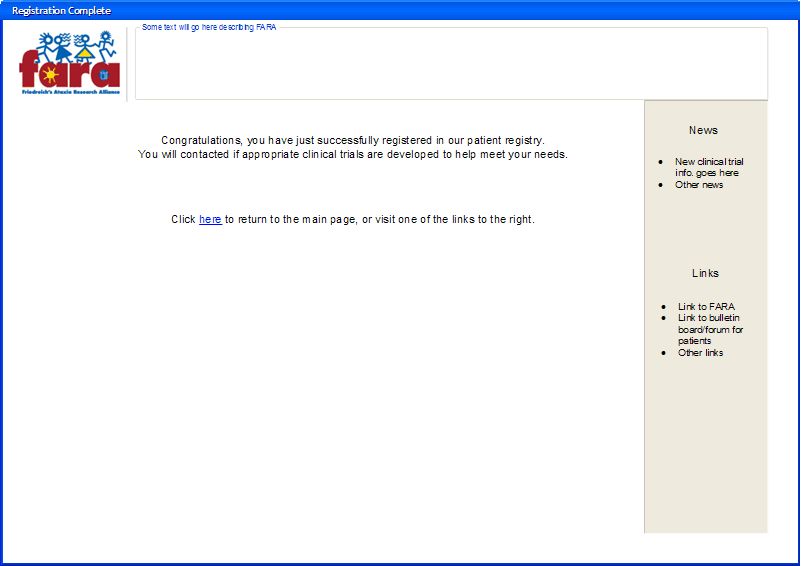 Registration Complete
Some text will go here describing FARA
fara
Friedreich's Ataxia Research Alliance
Congratulations, you have just successfully registered in our patient registry.
You will contacted if appropriate clinical trials are developed to help meet your needs.
Click here to return to the main page, or visit one of the links to the right.
News
• New clinical trial
info. goes here
• Other news
Links
• Link to FARA
• Link to bulletin
board/forum for
patients
• Other links